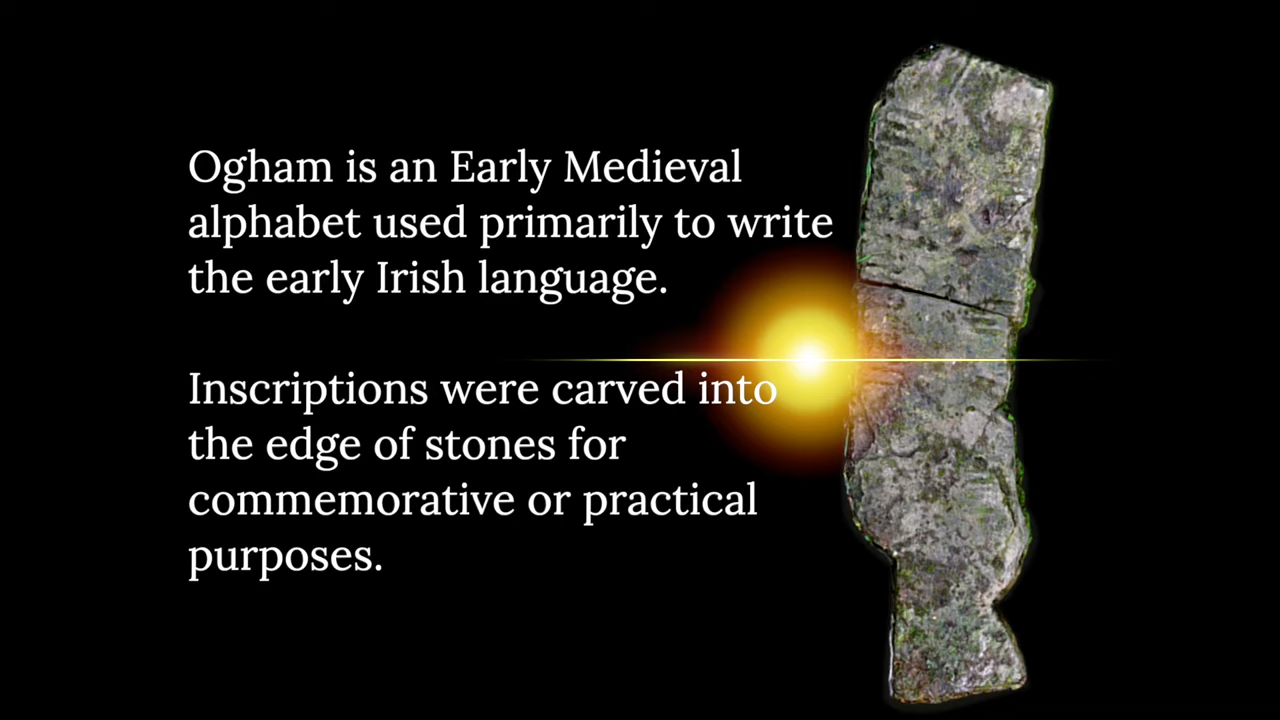 Ogham is an Early Medieval
alphabet used primarily to write
the early Irish language.
Inscriptions were carved into
the edge of stones for
commemorative or practical
purposes.